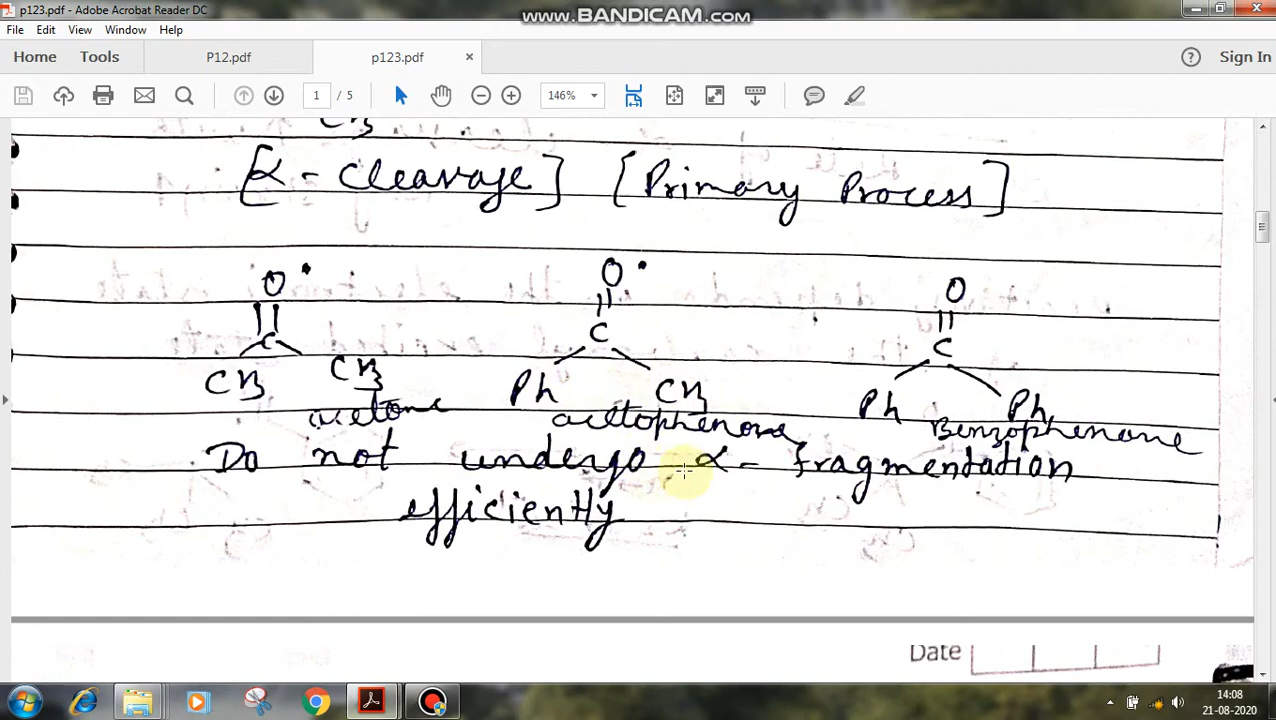 p123.pdf - Adobe Acrobat Reader DC
www.BANDICAM.com
File Edit View Window Help
Home Tools P12.pdf p123.pdf × ? Sign In
1 / 5 146%
CH3
[α - Cleavage] [Primary Process]
O • O • O
C C C
CH3 CH3 Ph CH3 Ph Ph
acetone acetophenone Benzophenone
Do not undergo α - fragmentation
efficiently
Date
14:08
21-08-2020